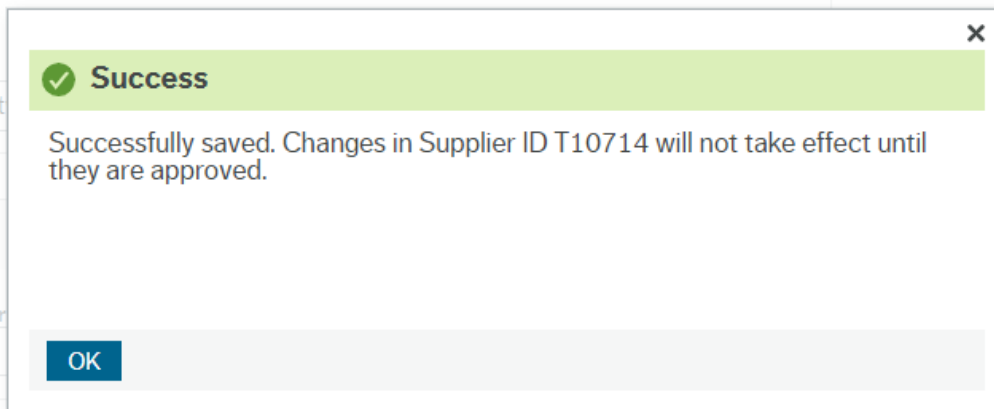 Success
Successfully saved. Changes in Supplier ID T10714 will not take effect until
they are approved.
OK